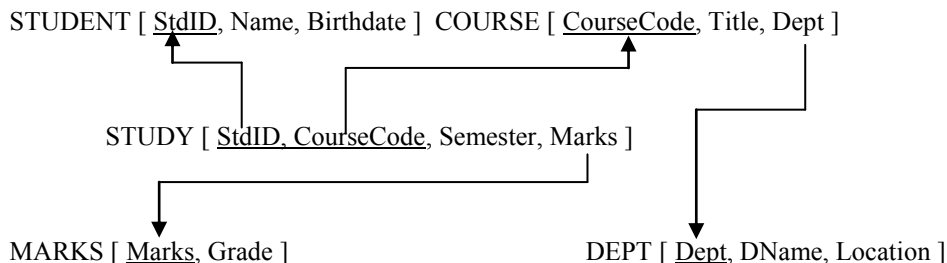 STUDENT [ StdID, Name, Birthdate ] COURSE [ CourseCode, Title, Dept ]
STUDY [ StdID, CourseCode, Semester, Marks ]
MARKS [ Marks, Grade ] DEPT [ Dept, DName, Location ]